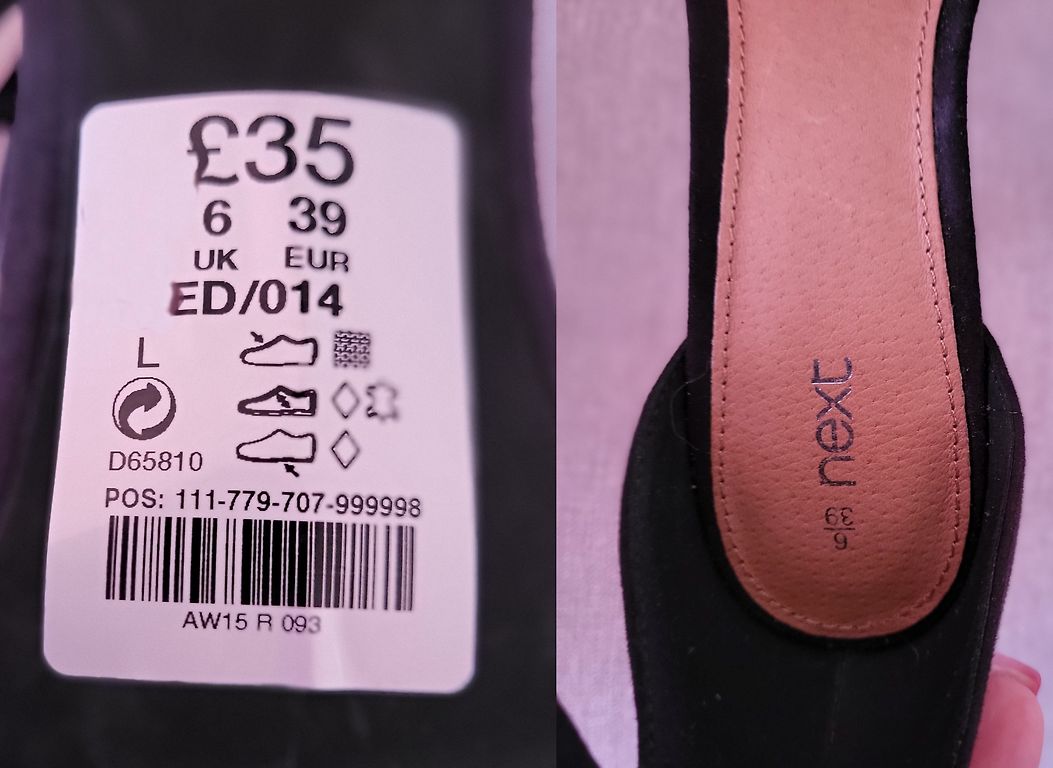 £35
6 39
UK EUR
ED/014
L
D65810
POS: 111-779-707-999998
AW15 R 093
next
6
39